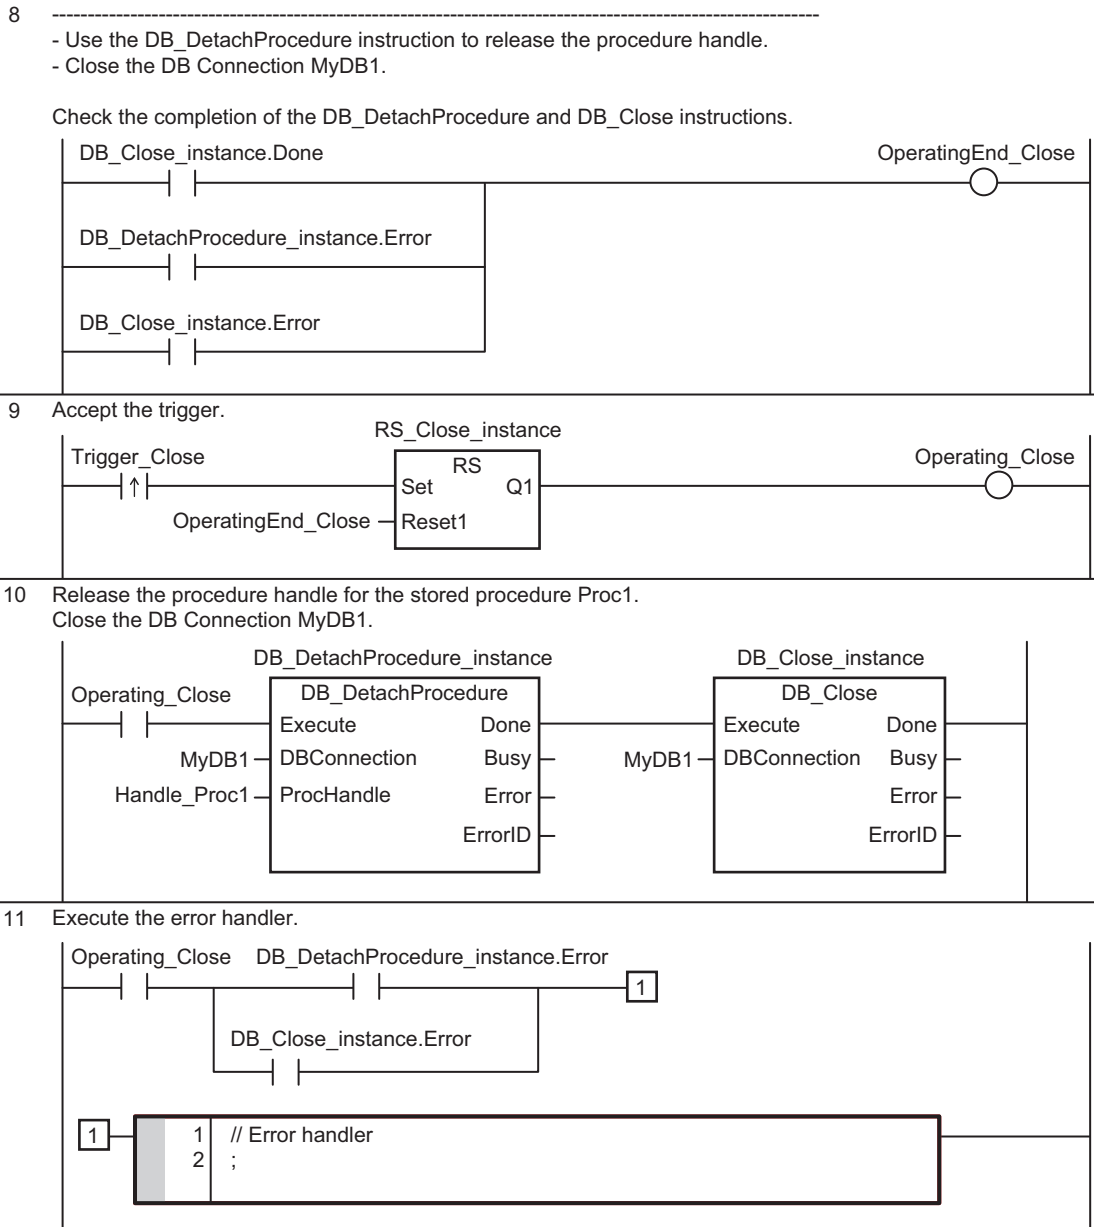 8 ----------------------------------------------------------------------------------------------------
- Use the DB_DetachProcedure instruction to release the procedure handle.
- Close the DB Connection MyDB1.
Check the completion of the DB_DetachProcedure and DB_Close instructions.
DB_Close_instance.Done OperatingEnd_Close
DB_DetachProcedure_instance.Error
DB_Close_instance.Error
9 Accept the trigger.
RS_Close_instance
Trigger_Close RS Operating_Close
Set Q1
OperatingEnd_Close Reset1
10 Release the procedure handle for the stored procedure Proc1.
Close the DB Connection MyDB1.
DB_DetachProcedure_instance DB_Close_instance
Operating_Close DB_DetachProcedure DB_Close
Execute Done Execute Done
MyDB1 DBConnection Busy MyDB1 DBConnection Busy
Handle_Proc1 ProcHandle Error Error
ErrorID ErrorID
11 Execute the error handler.
Operating_Close DB_DetachProcedure_instance.Error
1
DB_Close_instance.Error
1 1 // Error handler
2 ;